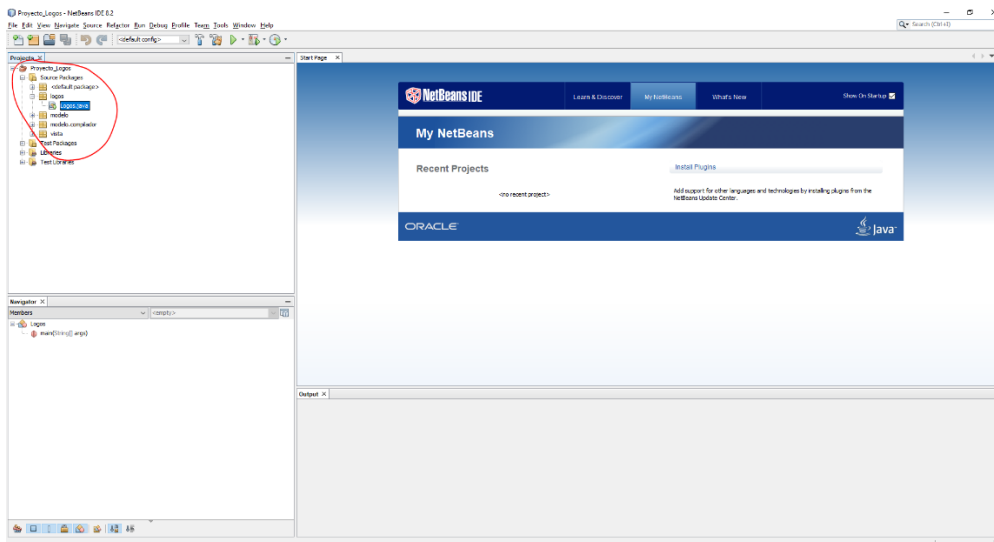 Proyecto_Logos - NetBeans IDE 8.2
File Edit View Navigate Source Refactor Run Debug Profile Team Tools Window Help
Search (Ctrl+I)
<default config>
Projects X
Start Page X
Proyecto_Logos
Source Packages
<default package>
logos
Logos.java
modelo
modelo.compilador
vista
Test Packages
Libraries
Test Libraries
NetBeans IDE
Learn & Discover
My NetBeans
What's New
Show On Startup
My NetBeans
Recent Projects
<no recent project>
Install Plugins
Add support for other languages and technologies by installing plugins from the
NetBeans Update Center.
ORACLE
Java
Navigator X
Members
<empty>
Logos
main(String[] args)
Output X